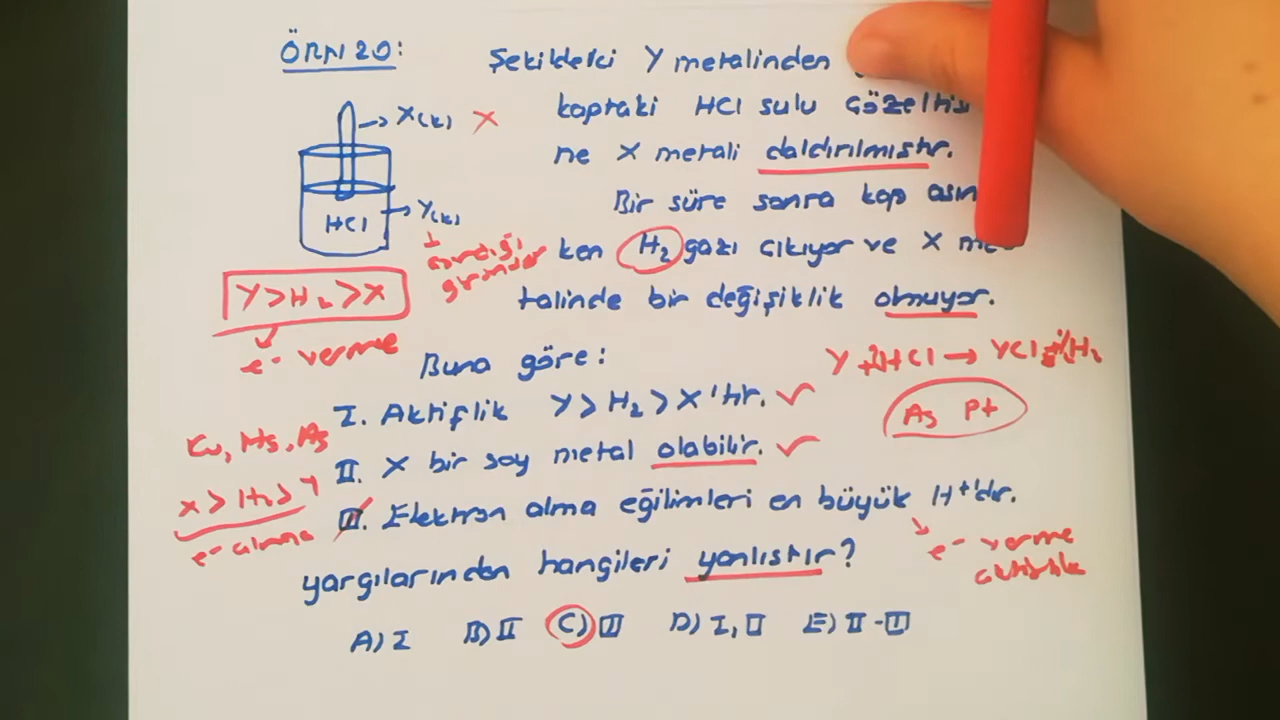 ÖRN 20:
Şekildeki Y metalinden
kaptaki HCl sulu çözeltisi
ne X metali daldırılmıştır.
Bir süre sonra kap aşın
ken H2 gazı çıkıyor ve X me
talinde bir değişiklik olmuyor.
X(k) X
HCl
Y(k)
Y>H2>X
e- verme
Buna göre:
Y+2HCl → YCl2+H2
Ag Pt
I. Aktiflik Y>H2>X'tir.
II. X bir soy metal olabilir.
III. Elektron alma eğilimleri en büyük H+'dır.
Cu, Hg, Ag
X>H2>Y
e- alma
e- verme
aktiflik
yargılarından hangileri yanlıştır?
A) I B) II C) III D) I, II E) II-III